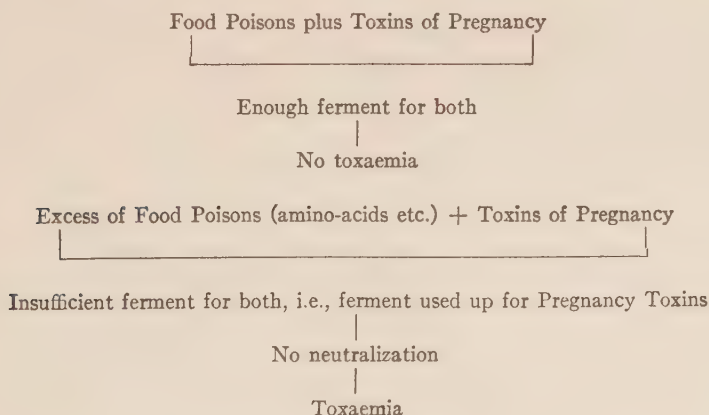 Food Poisons plus Toxins of Pregnancy
Enough ferment for both
No toxaemia
Excess of Food Poisons (amino-acids etc.) + Toxins of Pregnancy
Insufficient ferment for both, i.e., ferment used up for Pregnancy Toxins
No neutralization
Toxaemia